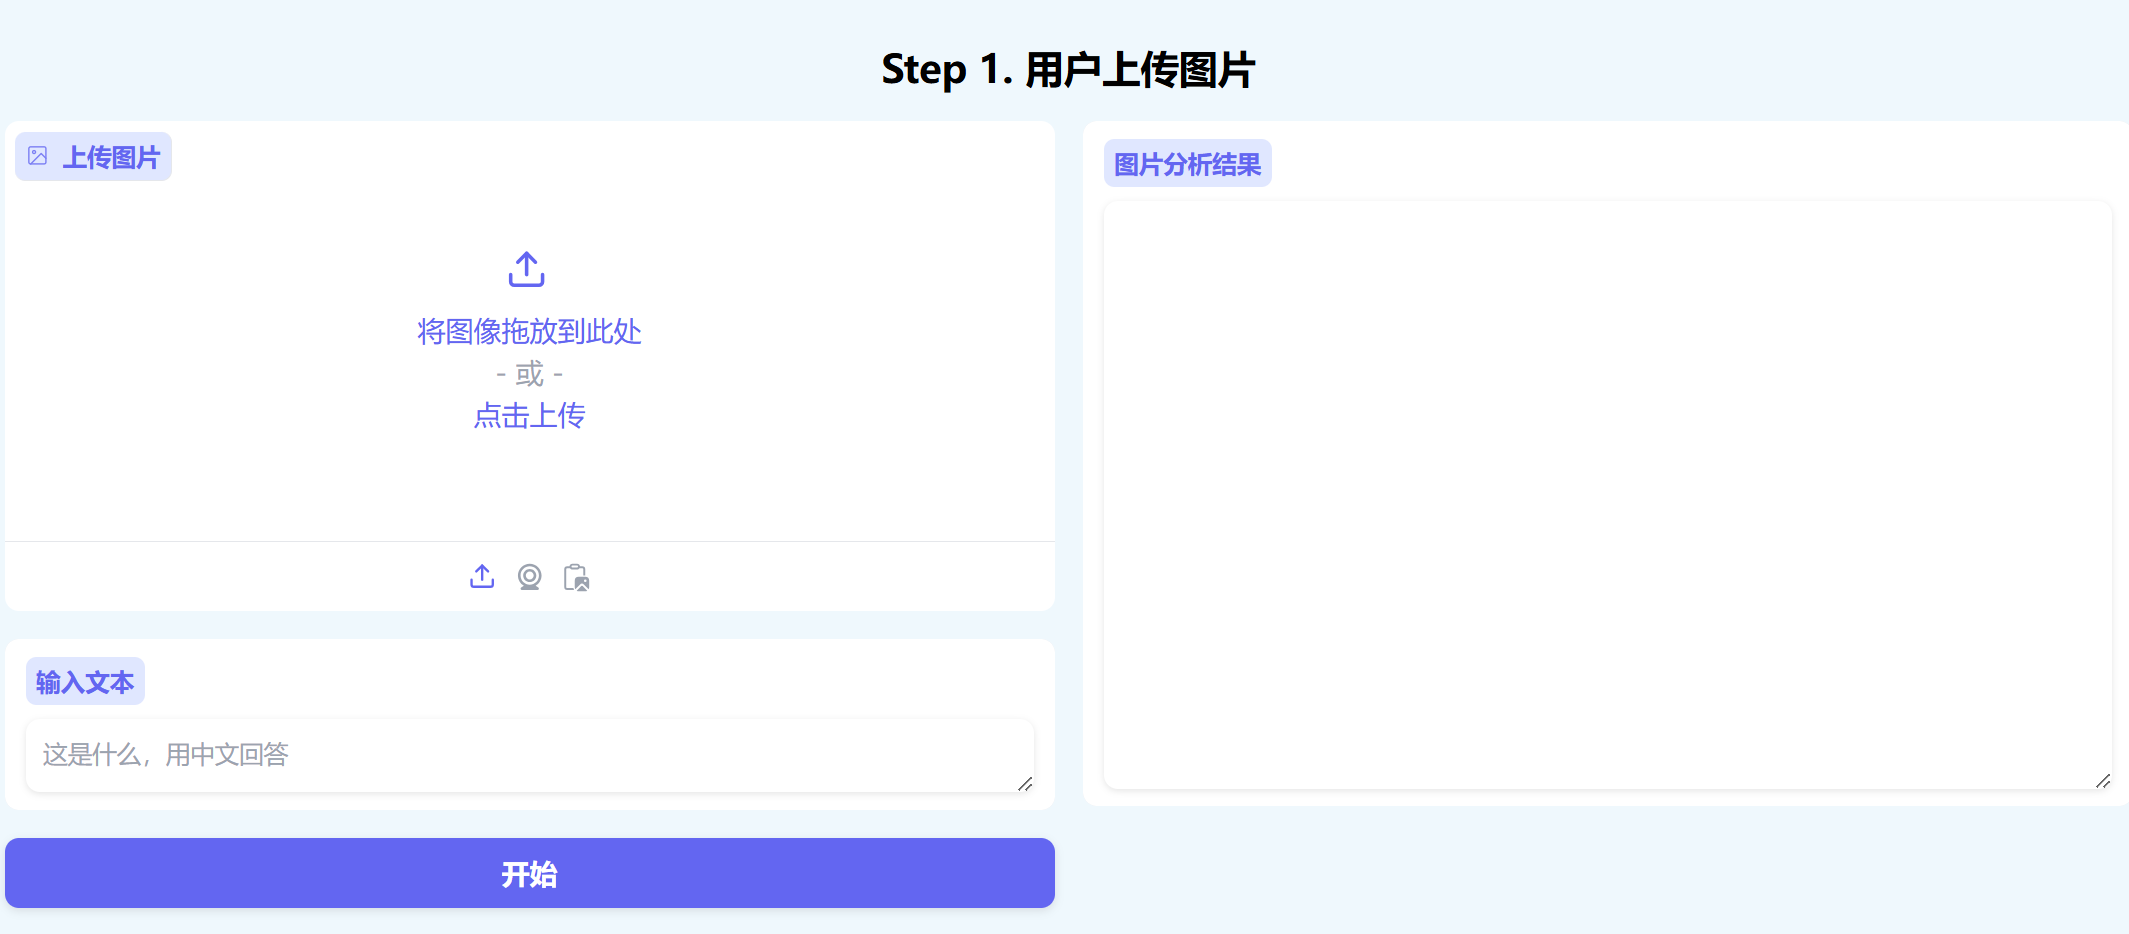 Step 1. 用户上传图片
上传图片
将图像拖放到此处
- 或 -
点击上传
输入文本
这是什么，用中文回答
开始
图片分析结果